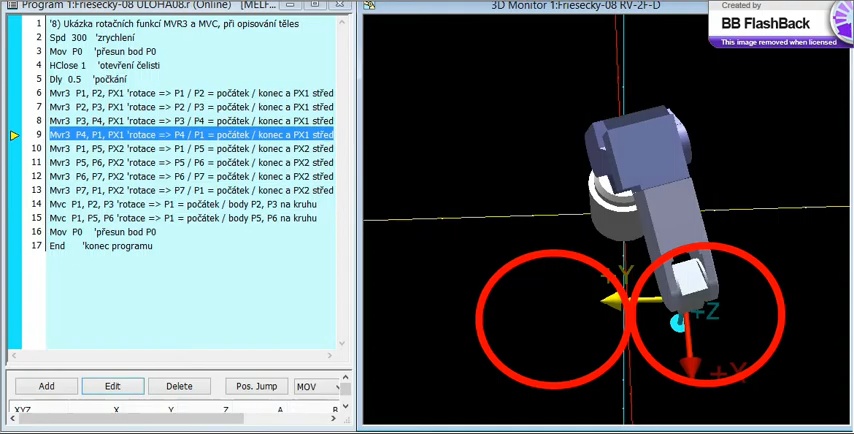 Program 1:Friesecky-08 ULOHA08r (Online) [MELF...
3D Monitor 1:Friesecky-08 RV-2F-D
Created by
BB FlashBack
This image removed when licensed
1 '8) Ukázka rotačních funkcí MVR3 a MVC, při opisování těles
2 Spd 300 'zrychlení
3 Mov P0 'přesun bod P0
4 HClose 1 'otevření čelisti
5 Dly 0.5 'počkání
6 Mvr3 P1, P2, PX1 'rotace => P1 / P2 = počátek / konec a PX1 střed
7 Mvr3 P2, P3, PX1 'rotace => P2 / P3 = počátek / konec a PX1 střed
8 Mvr3 P3, P4, PX1 'rotace => P3 / P4 = počátek / konec a PX1 střed
9 Mvr3 P4, P1, PX1 'rotace => P4 / P1 = počátek / konec a PX1 střed
10 Mvr3 P1, P5, PX2 'rotace => P1 / P5 = počátek / konec a PX2 střed
11 Mvr3 P5, P6, PX2 'rotace => P5 / P6 = počátek / konec a PX2 střed
12 Mvr3 P6, P7, PX2 'rotace => P6 / P7 = počátek / konec a PX2 střed
13 Mvr3 P7, P1, PX2 'rotace => P7 / P1 = počátek / konec a PX2 střed
14 Mvc P1, P2, P3 'rotace => P1 = počátek / body P2, P3 na kruhu
15 Mvc P1, P5, P6 'rotace => P1 = počátek / body P5, P6 na kruhu
16 Mov P0 'přesun bod P0
17 End 'konec programu
+Y
+Z
+X
Add Edit Delete Pos. Jump MOV
XYZ X Y Z A B